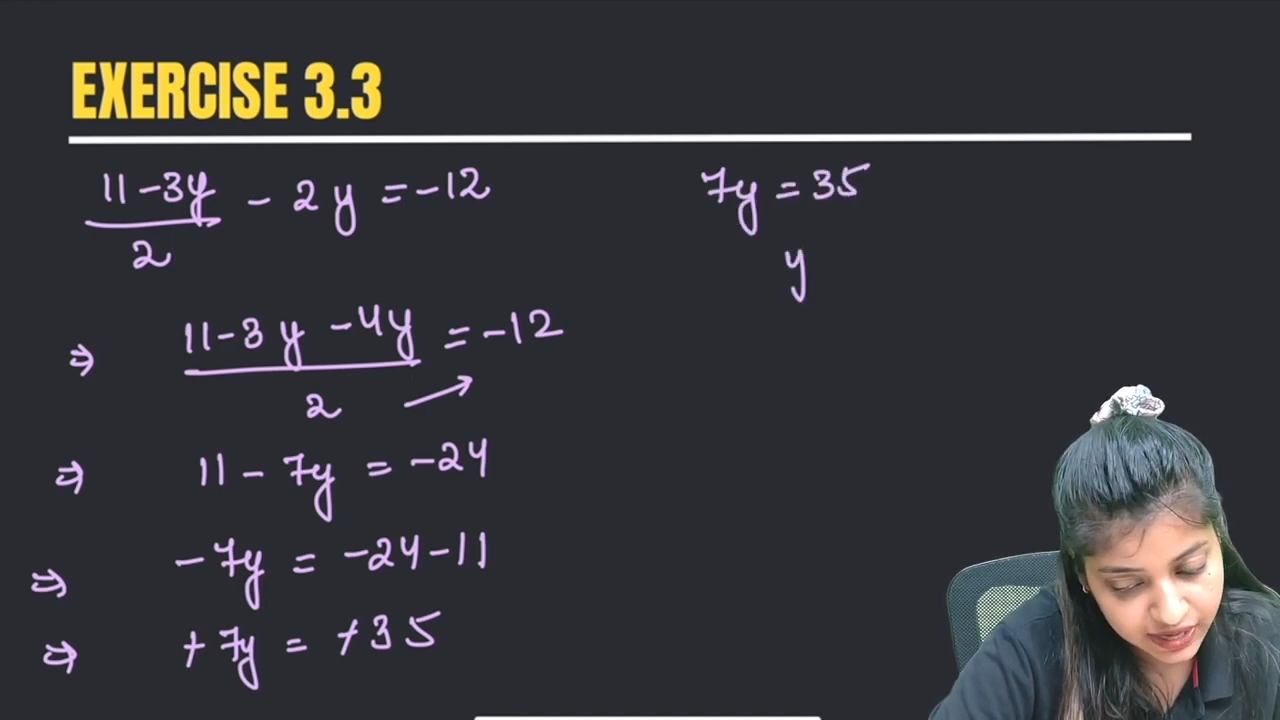 EXERCISE 3.3
11-3y/2 - 2y = -12
⇒ 11-3y-4y/2 = -12
⇒ 11-7y = -24
⇒ -7y = -24-11
⇒ +7y = +35
7y = 35
y